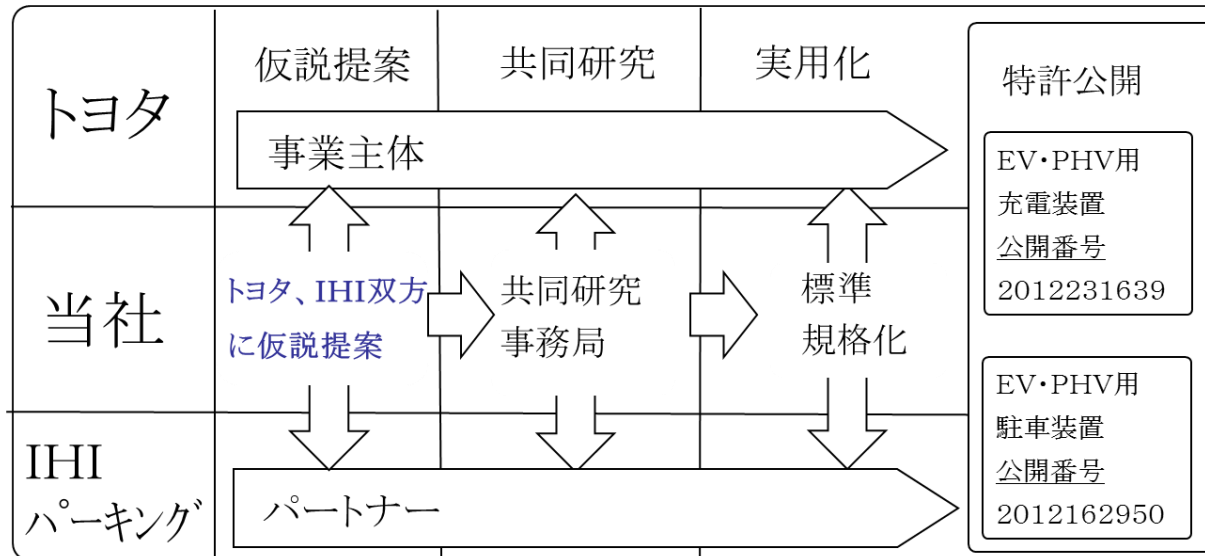 仮説提案
共同研究
実用化
特許公開
トヨタ
事業主体
当社
トヨタ、IHI双方
に仮説提案
共同研究
事務局
標準
規格化
IHI
パーキング
パートナー
EV・PHV用
充電装置
公開番号
2012231639
EV・PHV用
駐車装置
公開番号
2012162950